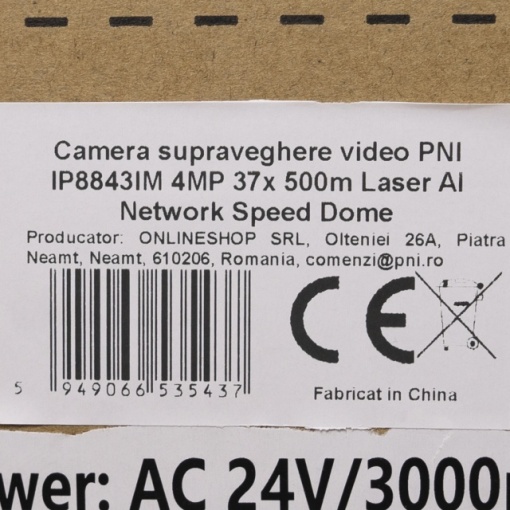 Camera supraveghere video PNI
IP8843IM 4MP 37x 500m Laser AI
Network Speed Dome
Producator: ONLINESHOP SRL, Olteniei 26A, Piatra
Neamt, Neamt, 610206, Romania, comenzi@pni.ro
CE
5 949066 535437
Fabricat in China
wer: AC 24V/3000